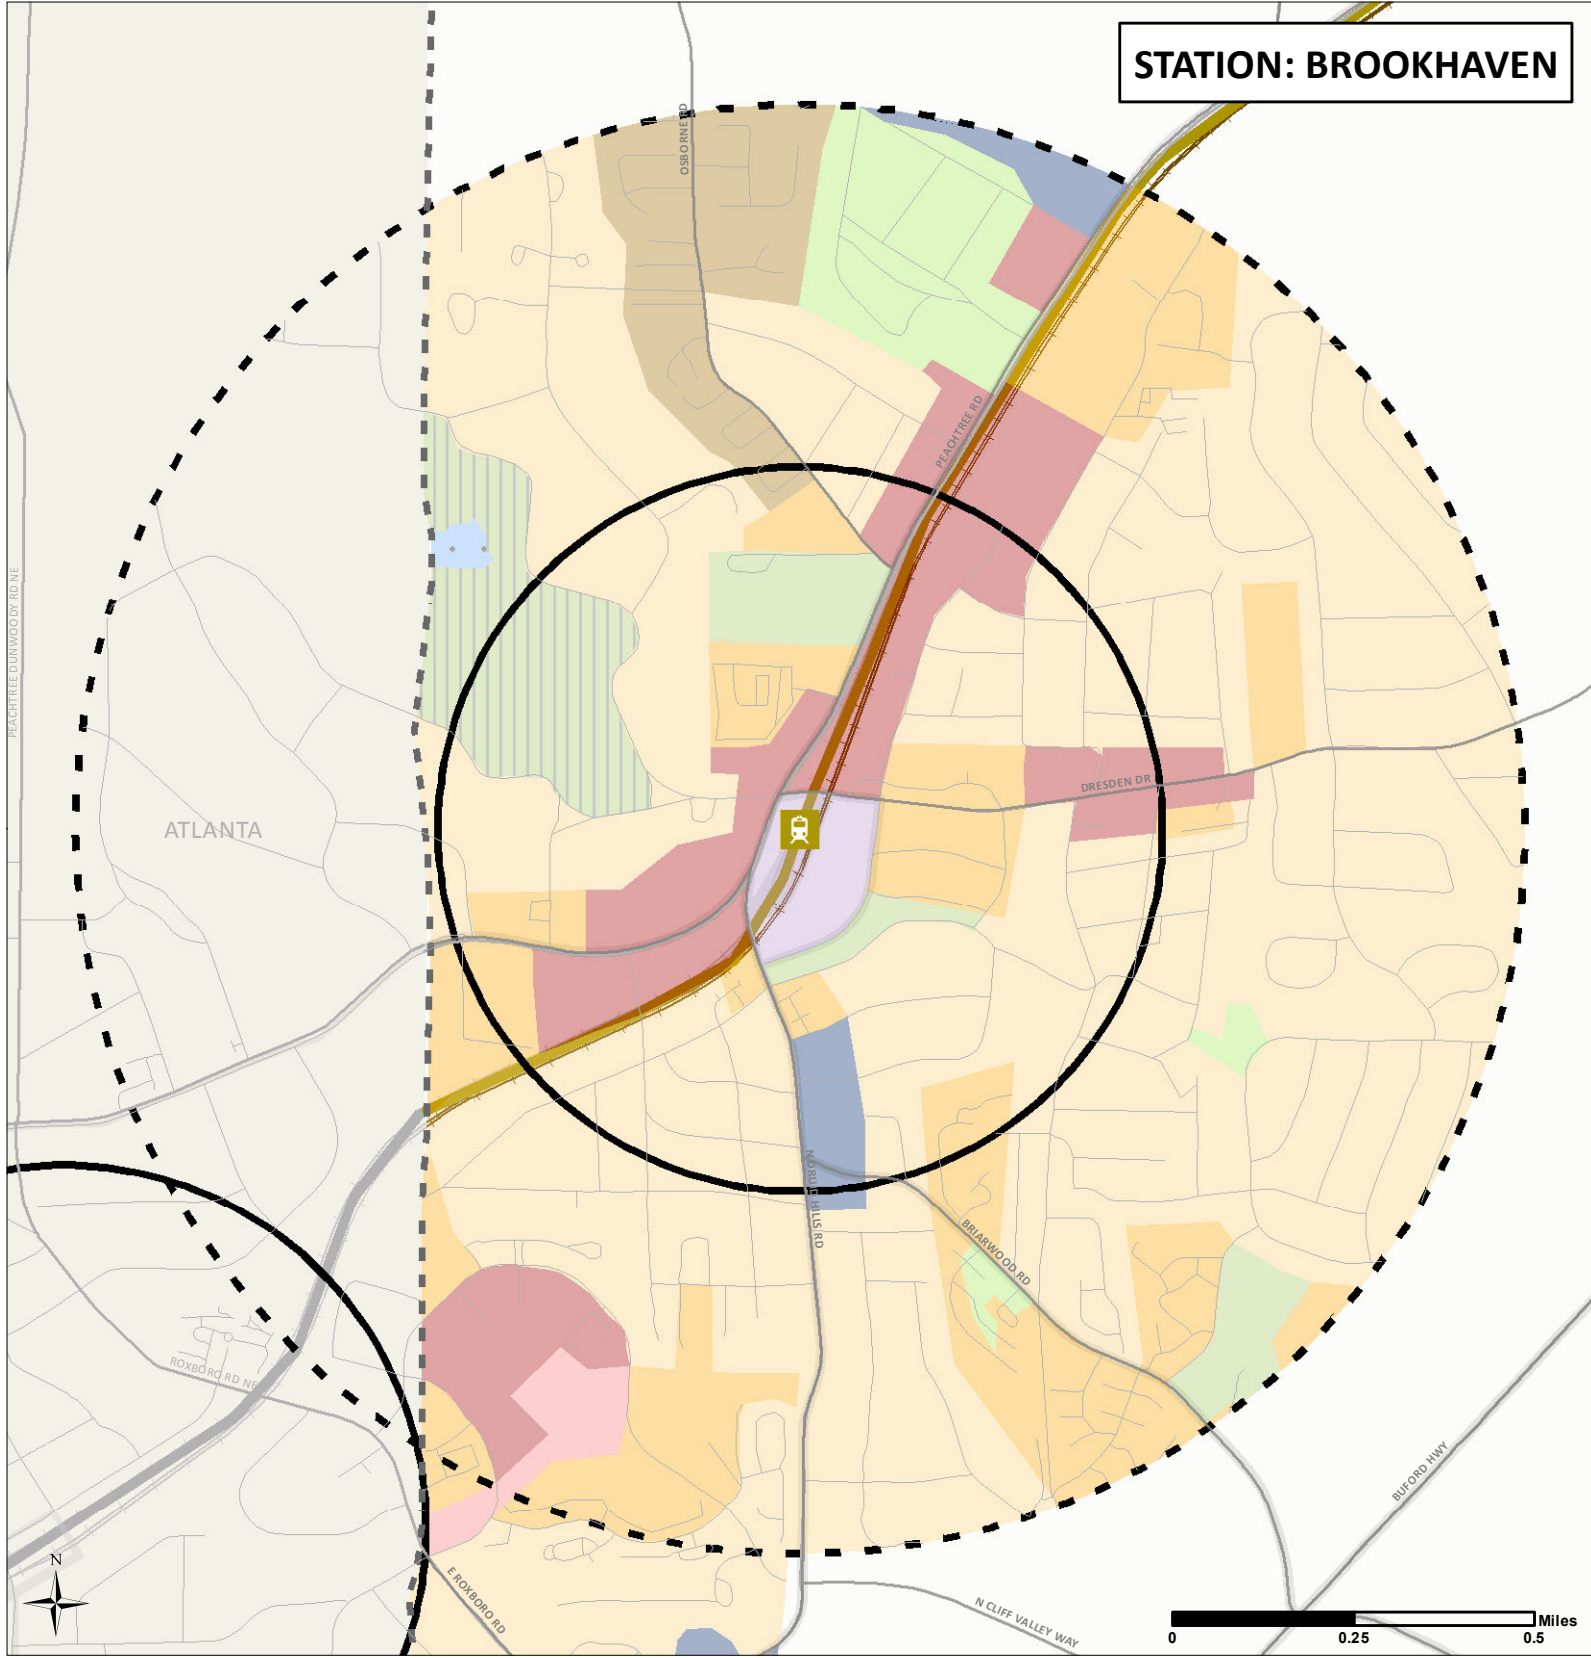 STATION: BROOKHAVEN
OSBORNE RD
PEACHTREE RD
PEACHTREE DUNWOODY RD NE
DRESDEN DR
ATLANTA
N DRUID HILLS RD
BRIARWOOD RD
ROXBORO RD NE
BUFORD HWY
N
E ROXBORO RD
N CLIFF VALLEY WAY
Miles
0 0.25 0.5